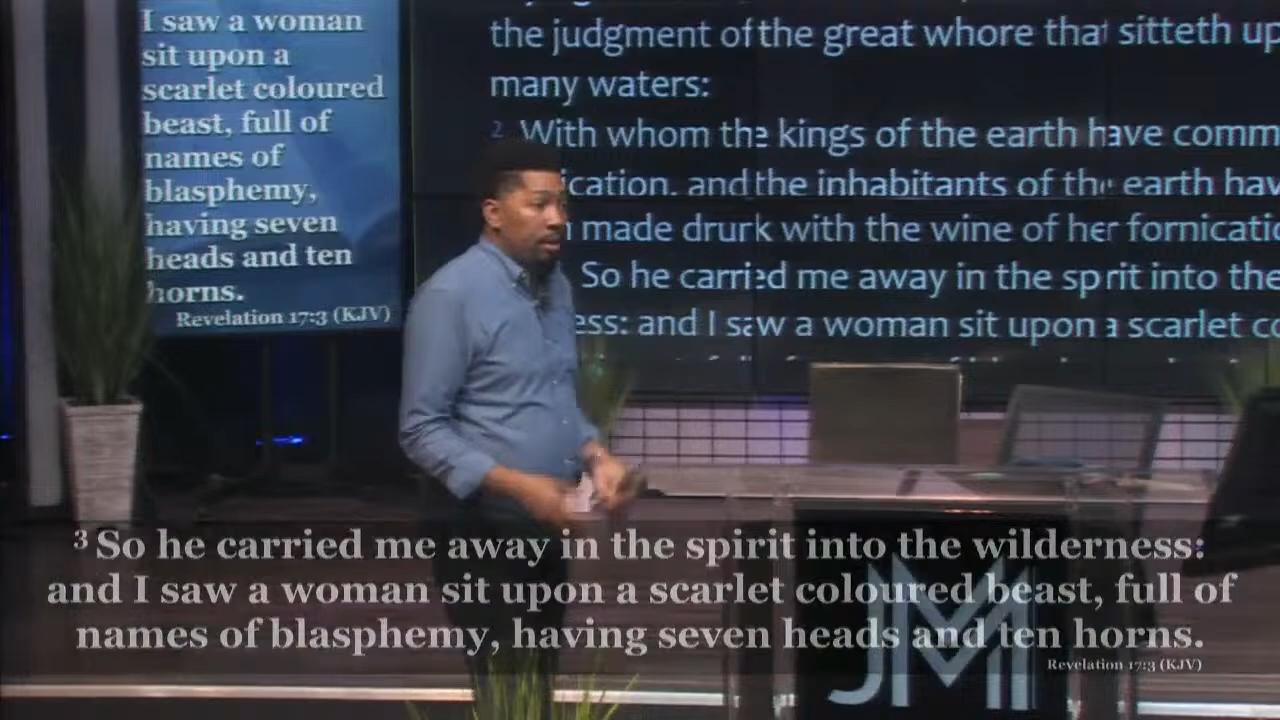 I saw a woman
sit upon a
scarlet coloured
beast, full of
names of
blasphemy,
having seven
heads and ten
horns.
Revelation 17:3 (KJV)
the judgment of the great whore that sitteth up
many waters:
2 With whom the kings of the earth have comm
ication, and the inhabitants of the earth hav
made drunk with the wine of her fornicatio
So he carried me away in the spirit into the
ess: and I saw a woman sit upon a scarlet co
3 So he carried me away in the spirit into the wilderness:
and I saw a woman sit upon a scarlet coloured beast, full of
names of blasphemy, having seven heads and ten horns.
Revelation 17:3 (KJV)
JMI